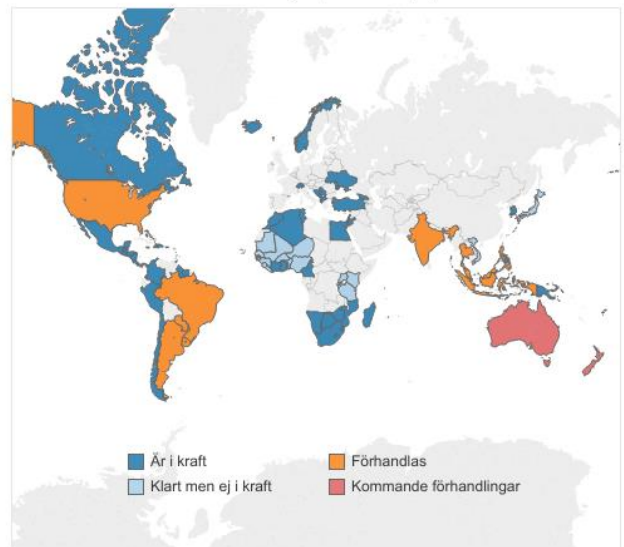 Är i kraft
Förhandlas
Klart men ej i kraft
Kommande förhandlingar